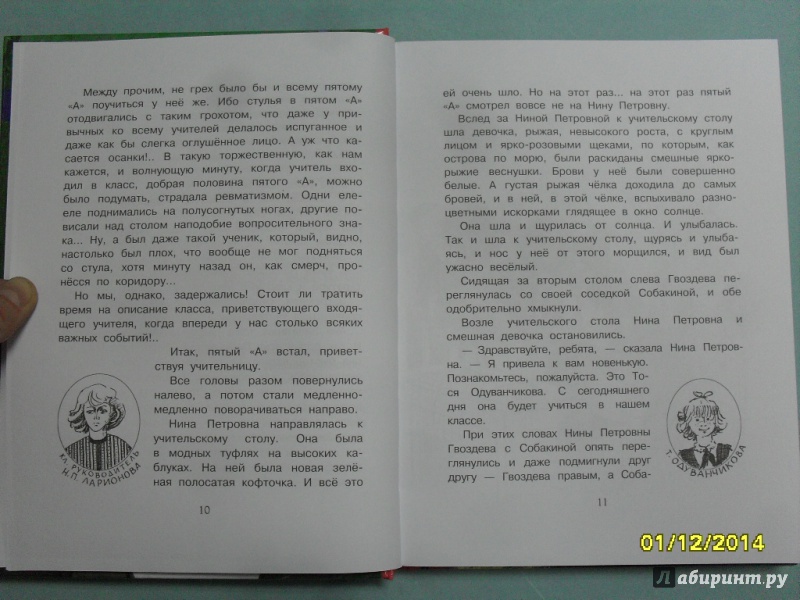 Между прочим, не грех было бы и всему пятому
«А» поучиться у неё же. Ибо стулья в пятом «А»
отодвигались с таким грохотом, что даже у при-
вычных ко всему учителей делалось испуганное и
даже как бы слегка оглушённое лицо. А уж что ка-
сается осанки!.. В такую торжественную, как нам
кажется, и волнующую минуту, когда учитель вхо-
дил в класс, добрая половина пятого «А», можно
было подумать, страдала ревматизмом. Одни еле-
еле поднимались на полусогнутых ногах, другие по-
висали над столом наподобие вопросительного зна-
ка... Ну, а был даже такой ученик, который, видно,
настолько был плох, что вообще не мог подняться
со стула, хотя минуту назад он, как смерч, про-
нёсся по коридору...
Но мы, однако, задержались! Стоит ли тратить
время на описание класса, приветствующего входя-
щего учителя, когда впереди у нас столько всяких
важных событий!..
Итак, пятый «А» встал, привет-
ствуя учительницу.
Все головы разом повернулись
налево, а потом стали медленно-
медленно поворачиваться направо.
Нина Петровна направлялась к
учительскому столу. Она была
в модных туфлях на высоких каб-
луках. На ней была новая зелё-
ная полосатая кофточка. И всё это
КЛ. РУКОВОДИТЕЛЬ
Н.П. ЛАРИОНОВА
10
ей очень шло. Но на этот раз... на этот раз пятый
«А» смотрел вовсе не на Нину Петровну.
Вслед за Ниной Петровной к учительскому столу
шла девочка, рыжая, невысокого роста, с круглым
лицом и ярко-розовыми щеками, по которым, как
острова по морю, были раскиданы смешные ярко-
рыжие веснушки. Брови у неё были совершенно
белые. А густая рыжая чёлка доходила до самых
бровей, и в ней, в этой чёлке, вспыхивало разно-
цветными искорками глядящее в окно солнце.
Она шла и щурилась от солнца. И улыбалась.
Так и шла к учительскому столу, щурясь и улыба-
ясь, и нос у неё от этого морщился, и вид был
ужасно весёлый.
Сидящая за вторым столом слева Гвоздева пе-
реглянулась со своей соседкой Собакиной, и обе
одобрительно хмыкнули.
Возле учительского стола Нина Петровна и
смешная девочка остановились.
— Здравствуйте, ребята, — сказала Нина Петров-
на. — Я привела к вам новенькую.
Познакомьтесь, пожалуйста. Это То-
ся Одуванчикова. С сегодняшнего
дня она будет учиться в нашем
классе.
При этих словах Нины Петровны
Гвоздева с Собакиной опять пере-
глянулись и даже подмигнули друг
другу — Гвоздева правым, а Соба-
Т. ОДУВАНЧИКОВА
11
01/12/2014
Лабиринт.ру